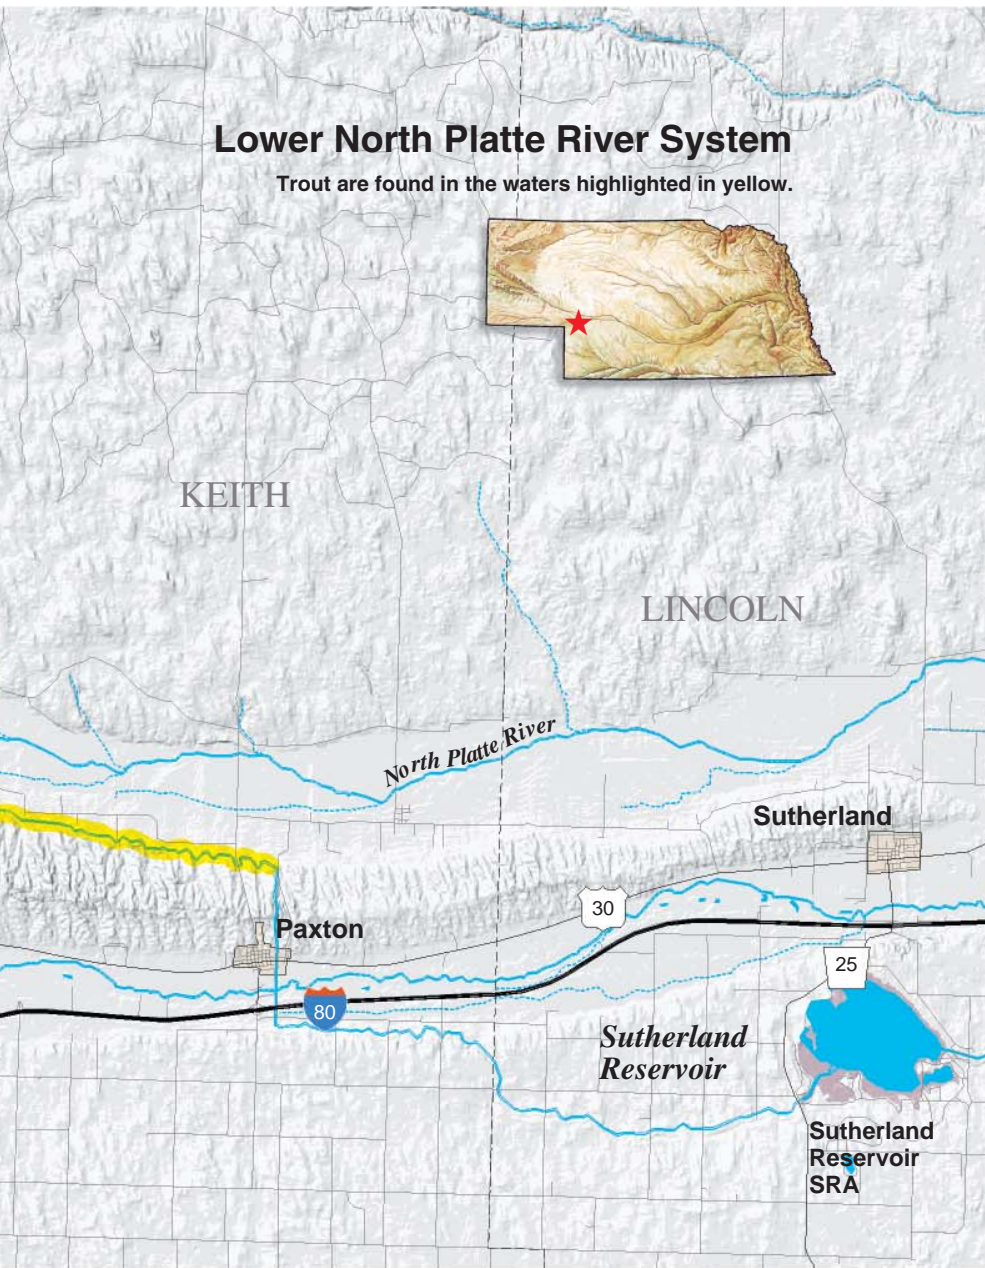 Lower North Platte River System
Trout are found in the waters highlighted in yellow.
KEITH
LINCOLN
North Platte River
Sutherland
30
Paxton
25
80
Sutherland
Reservoir
Sutherland
Reservoir
SRA